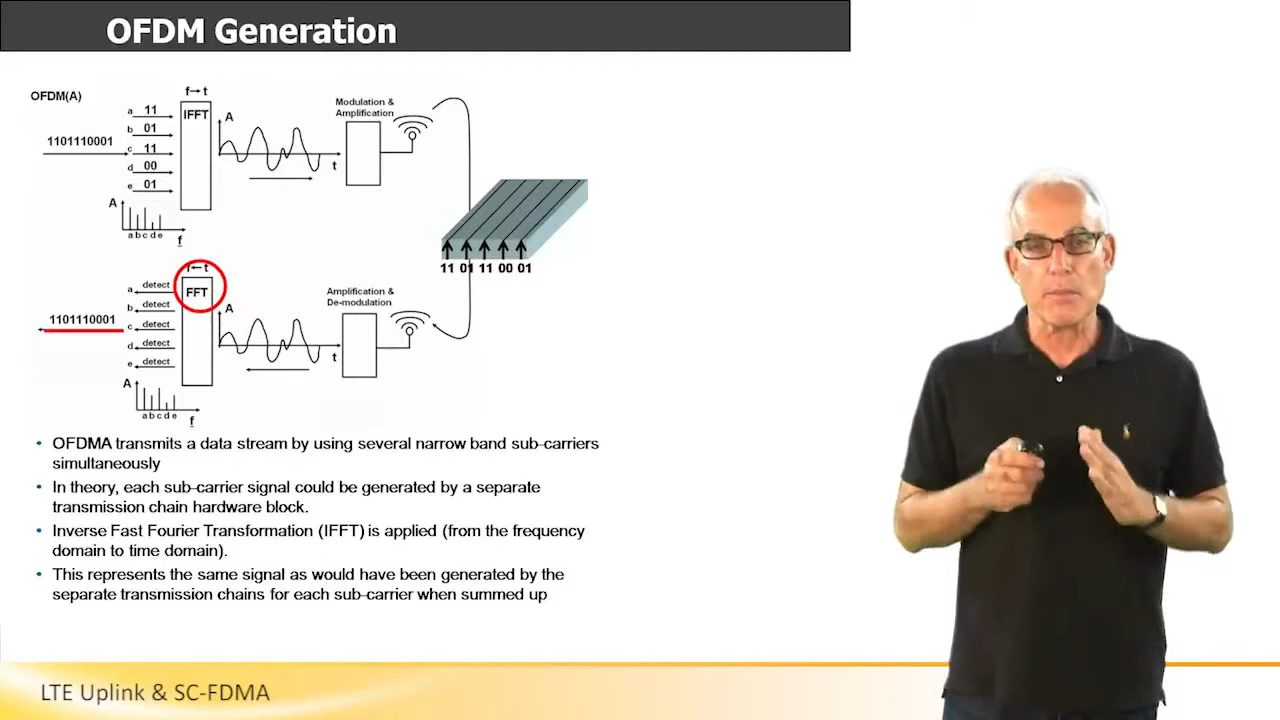 OFDM Generation
OFDM(A)
f→t
IFFT
1101110001
a 11
b 01
c 11
d 00
e 01
A
t
Modulation &
Amplification
A
a b c d e
f
11 01 11 00 01
f←t
FFT
1101110001
a detect
b detect
c detect
d detect
e detect
A
t
Amplification &
De-modulation
A
a b c d e
f
• OFDMA transmits a data stream by using several narrow band sub-carriers
simultaneously
• In theory, each sub-carrier signal could be generated by a separate
transmission chain hardware block.
• Inverse Fast Fourier Transformation (IFFT) is applied (from the frequency
domain to time domain).
• This represents the same signal as would have been generated by the
separate transmission chains for each sub-carrier when summed up
LTE Uplink & SC-FDMA